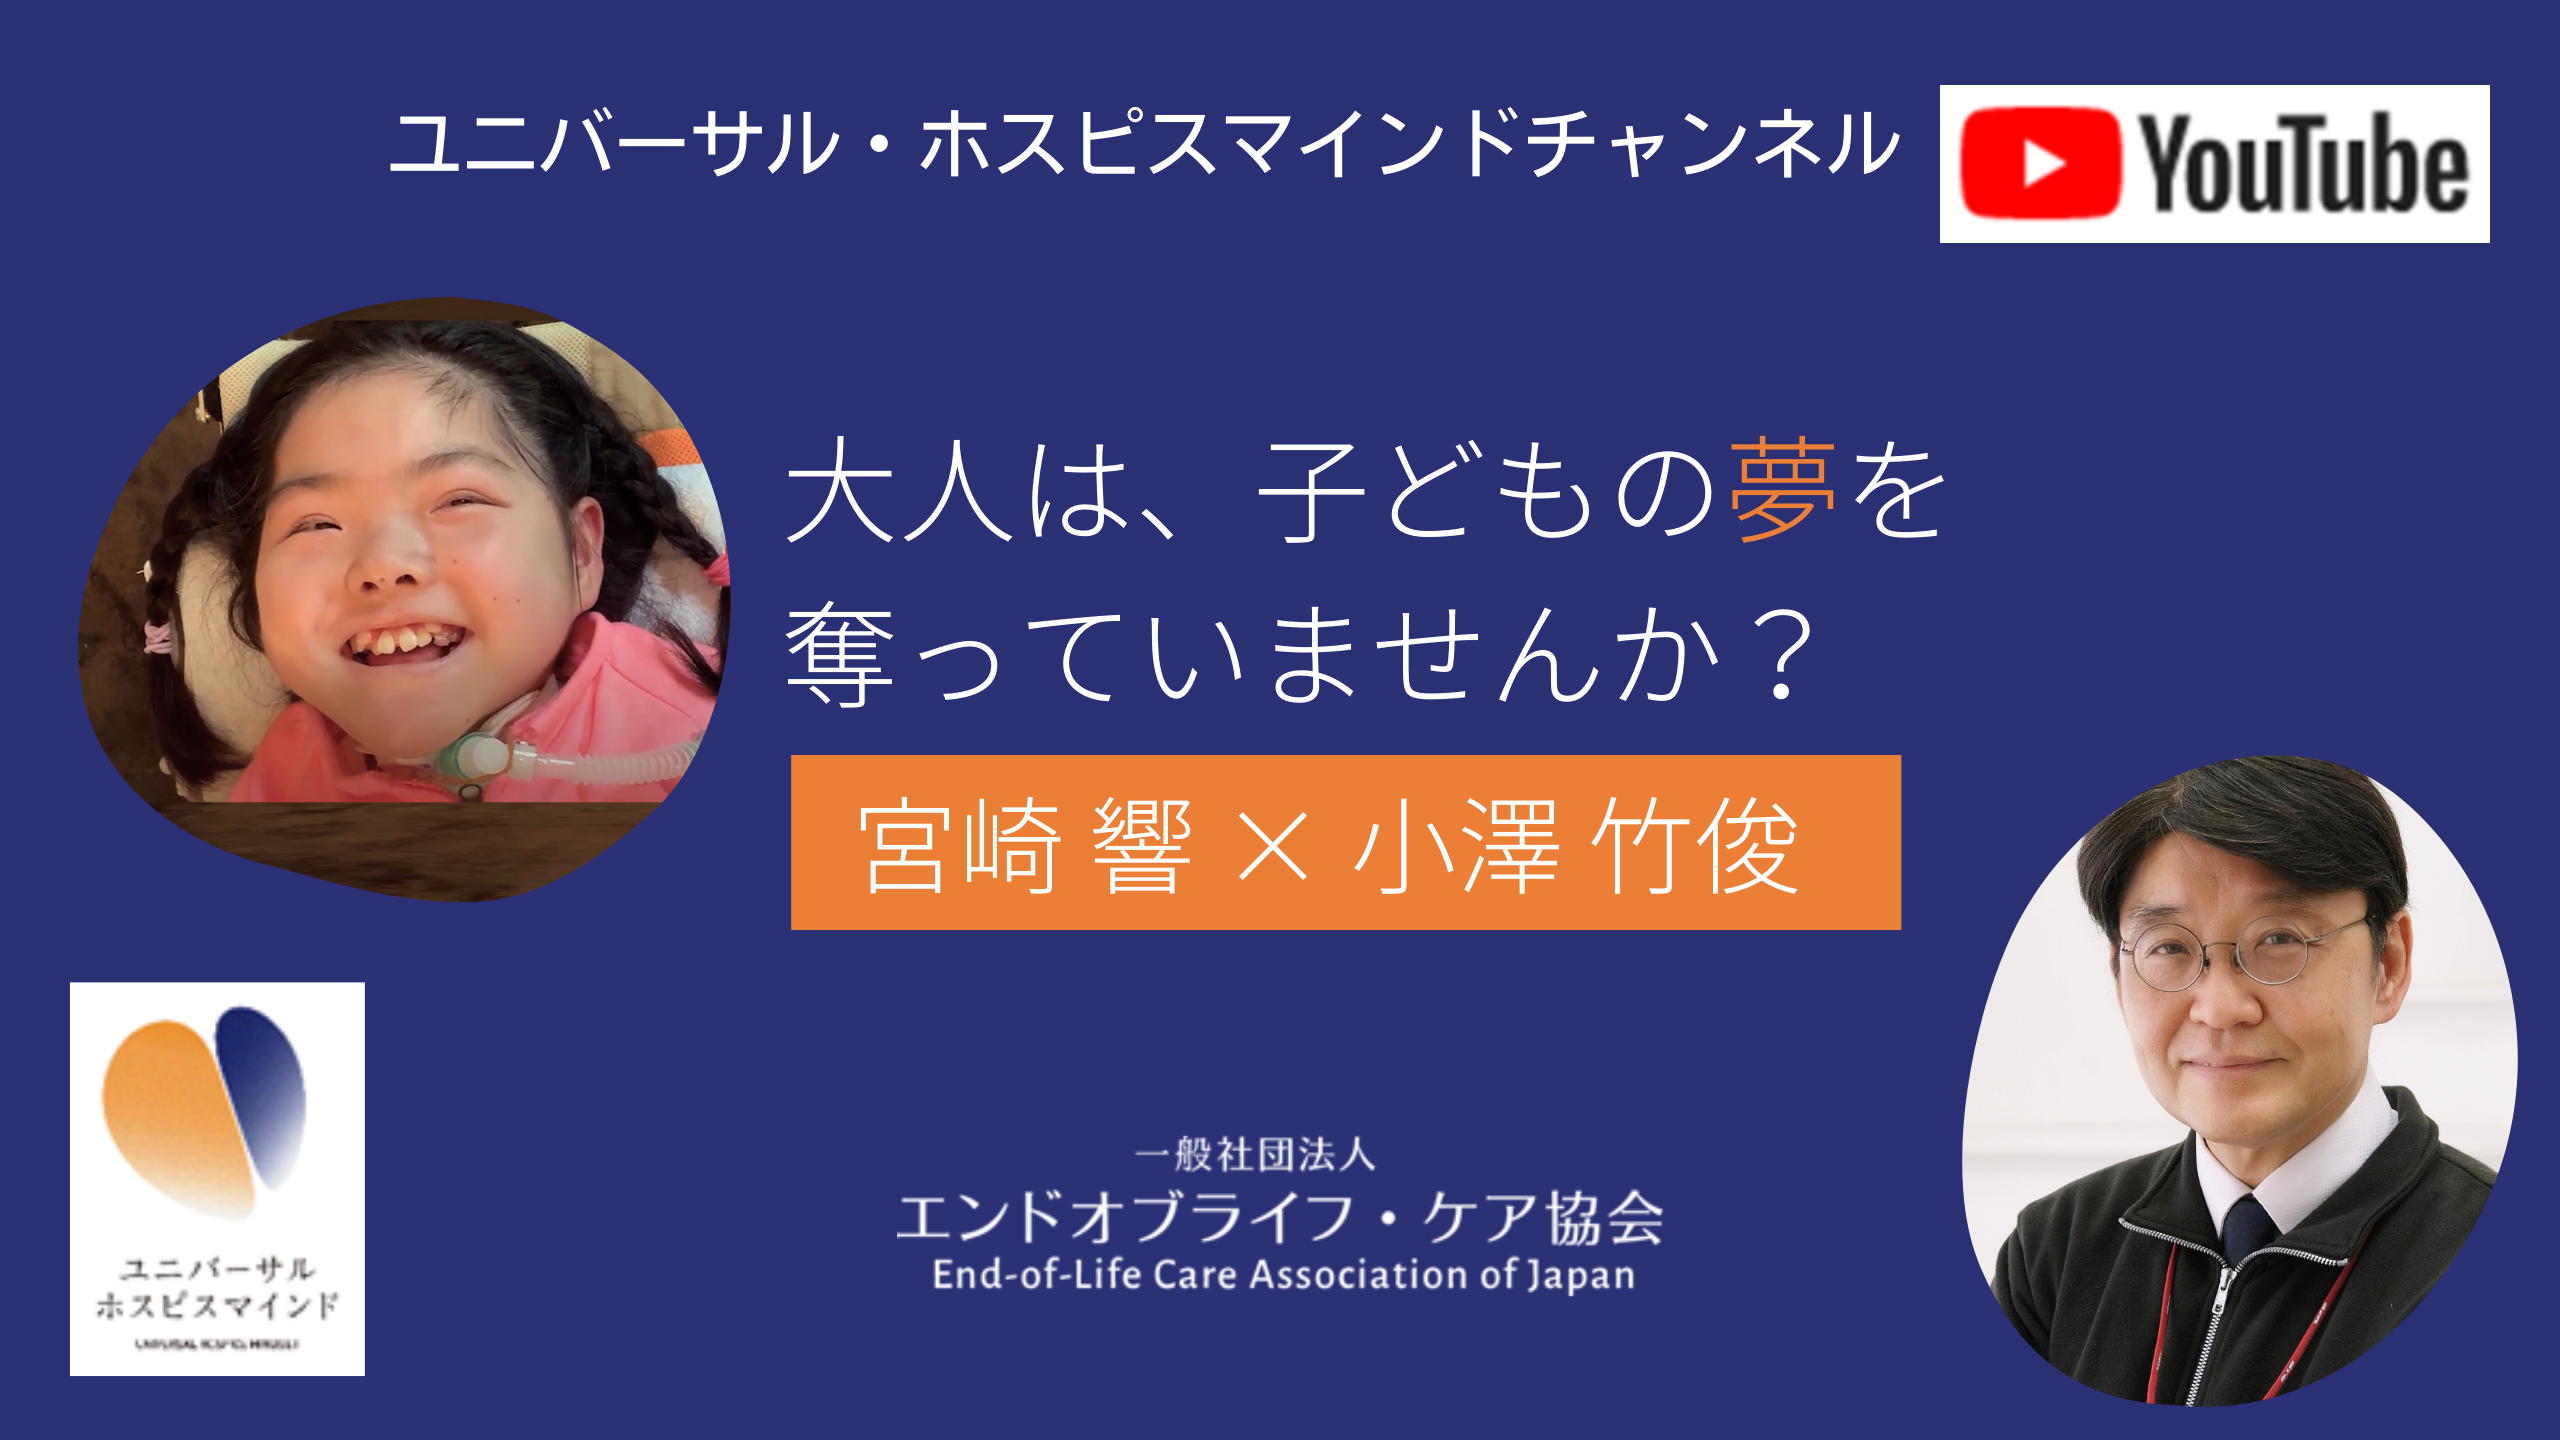 ユニバーサル・ホスピスマインドチャンネル
YouTube
大人は、子どもの夢を
奪っていませんか？
宮崎 響 × 小澤 竹俊
ユニバーサル
ホスピスマインド
一般社団法人
エンドオブライフ・ケア協会
End-of-Life Care Association of Japan